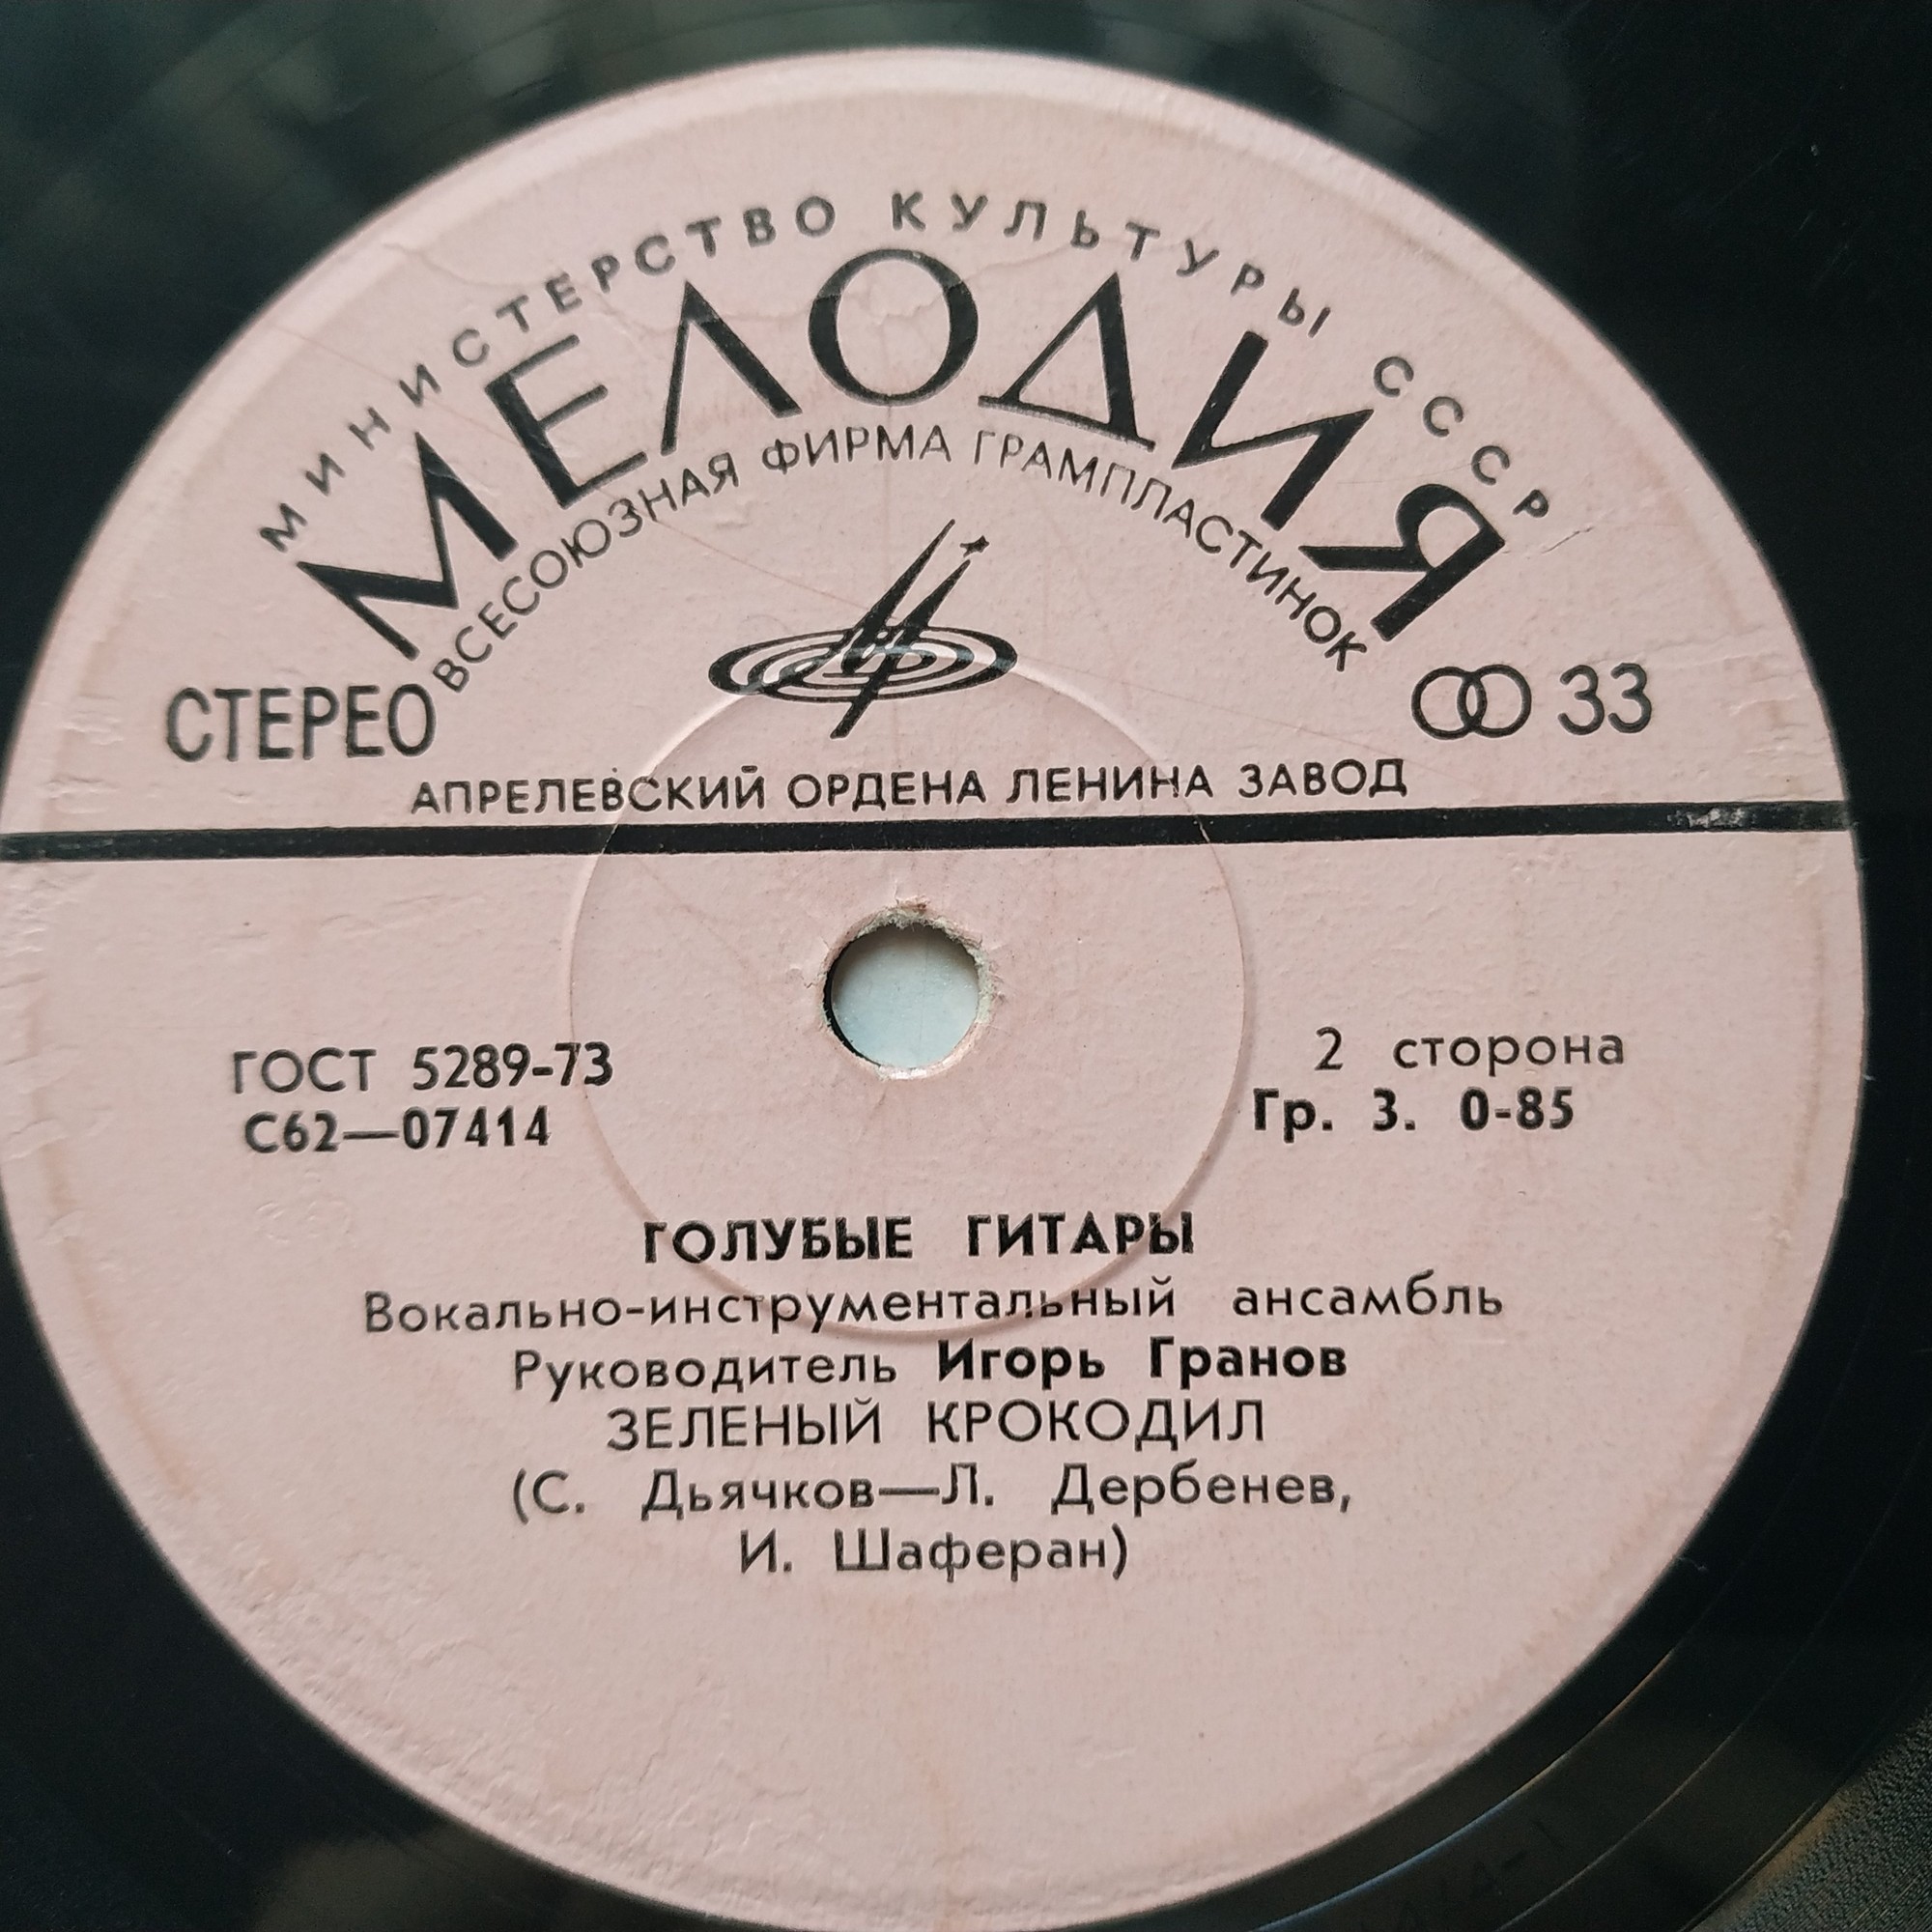 МИНИСТЕРСТВО КУЛЬТУРЫ СССР
МЕЛОДИЯ
ВСЕСОЮЗНАЯ ФИРМА ГРАМПЛАСТИНОК
СТЕРЕО
33
АПРЕЛЕВСКИЙ ОРДЕНА ЛЕНИНА ЗАВОД
ГОСТ 5289-73
2 сторона
С62—07414
Гр. 3. 0-85
ГОЛУБЫЕ ГИТАРЫ
Вокально-инструментальный ансамбль
Руководитель Игорь Гранов
ЗЕЛЕНЫЙ КРОКОДИЛ
(С. Дьячков—Л. Дербенев,
И. Шаферан)